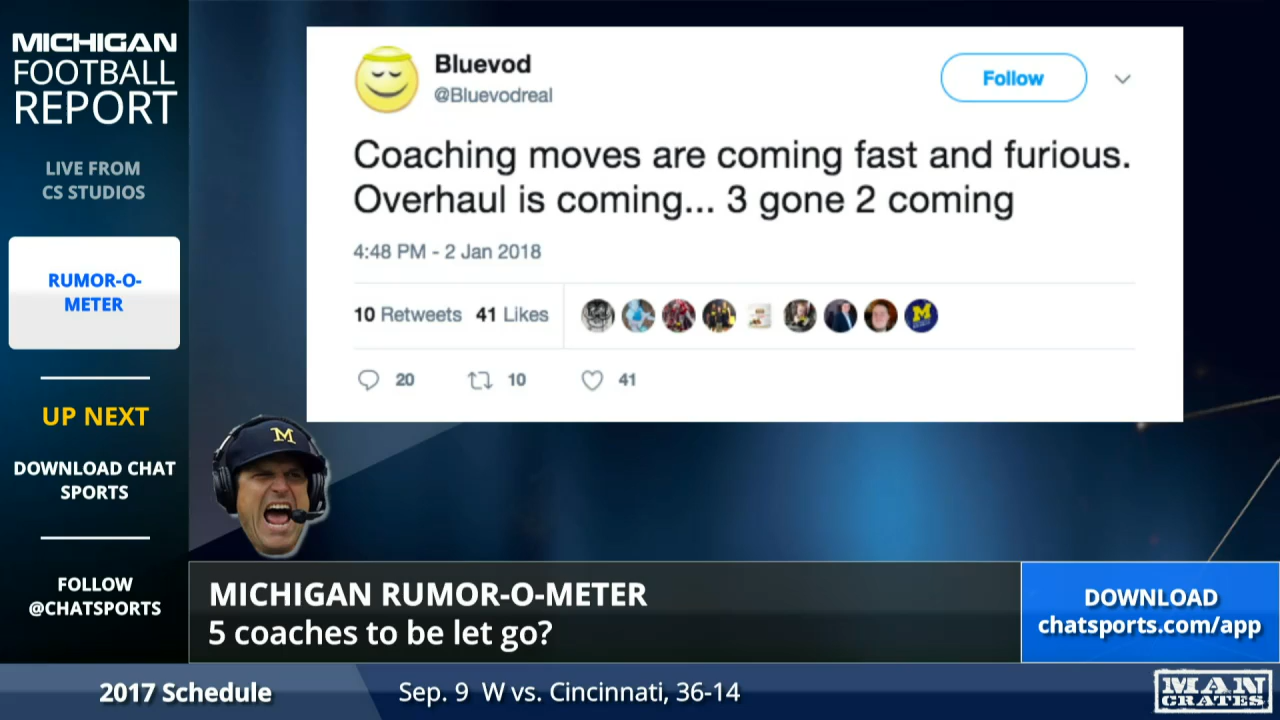 MICHIGAN
FOOTBALL
REPORT
LIVE FROM
CS STUDIOS
RUMOR-O-
METER
UP NEXT
DOWNLOAD CHAT
SPORTS
FOLLOW
@CHATSPORTS
Bluevod
@Bluevodreal
Follow
Coaching moves are coming fast and furious.
Overhaul is coming... 3 gone 2 coming
4:48 PM - 2 Jan 2018
10 Retweets 41 Likes
M
20 10 41
M
MICHIGAN RUMOR-O-METER
5 coaches to be let go?
DOWNLOAD
chatsports.com/app
2017 Schedule
Sep. 9 W vs. Cincinnati, 36-14
MAN
CRATES